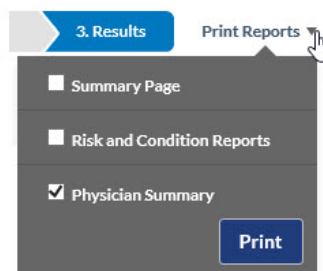 3. Results Print Reports
Summary Page
Risk and Condition Reports
Physician Summary
Print